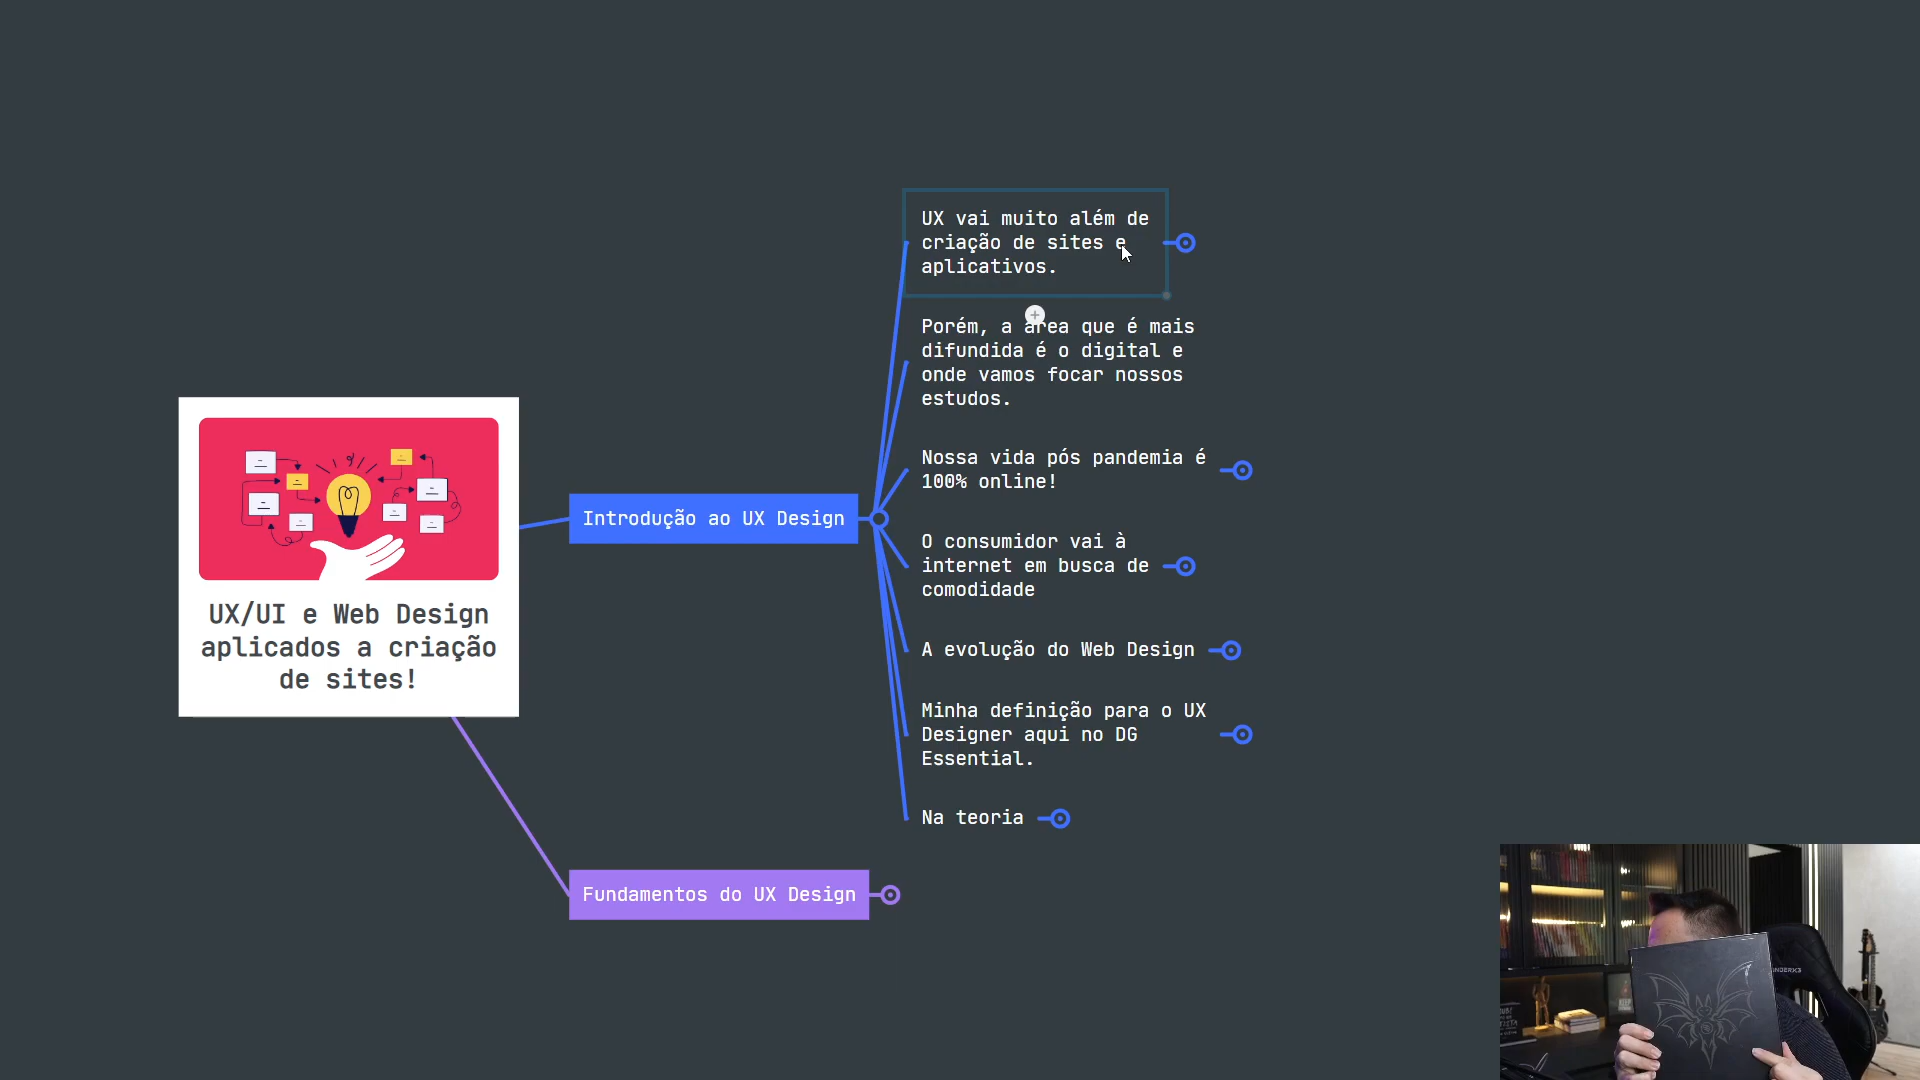 UX vai muito além de
criação de sites e
aplicativos.
Porém, a área que é mais
difundida é o digital e
onde vamos focar nossos
estudos.
Nossa vida pós pandemia é
100% online!
O consumidor vai à
internet em busca de
comodidade
A evolução do Web Design
Minha definição para o UX
Designer aqui no DG
Essential.
Na teoria
Introdução ao UX Design
UX/UI e Web Design
aplicados a criação
de sites!
Fundamentos do UX Design